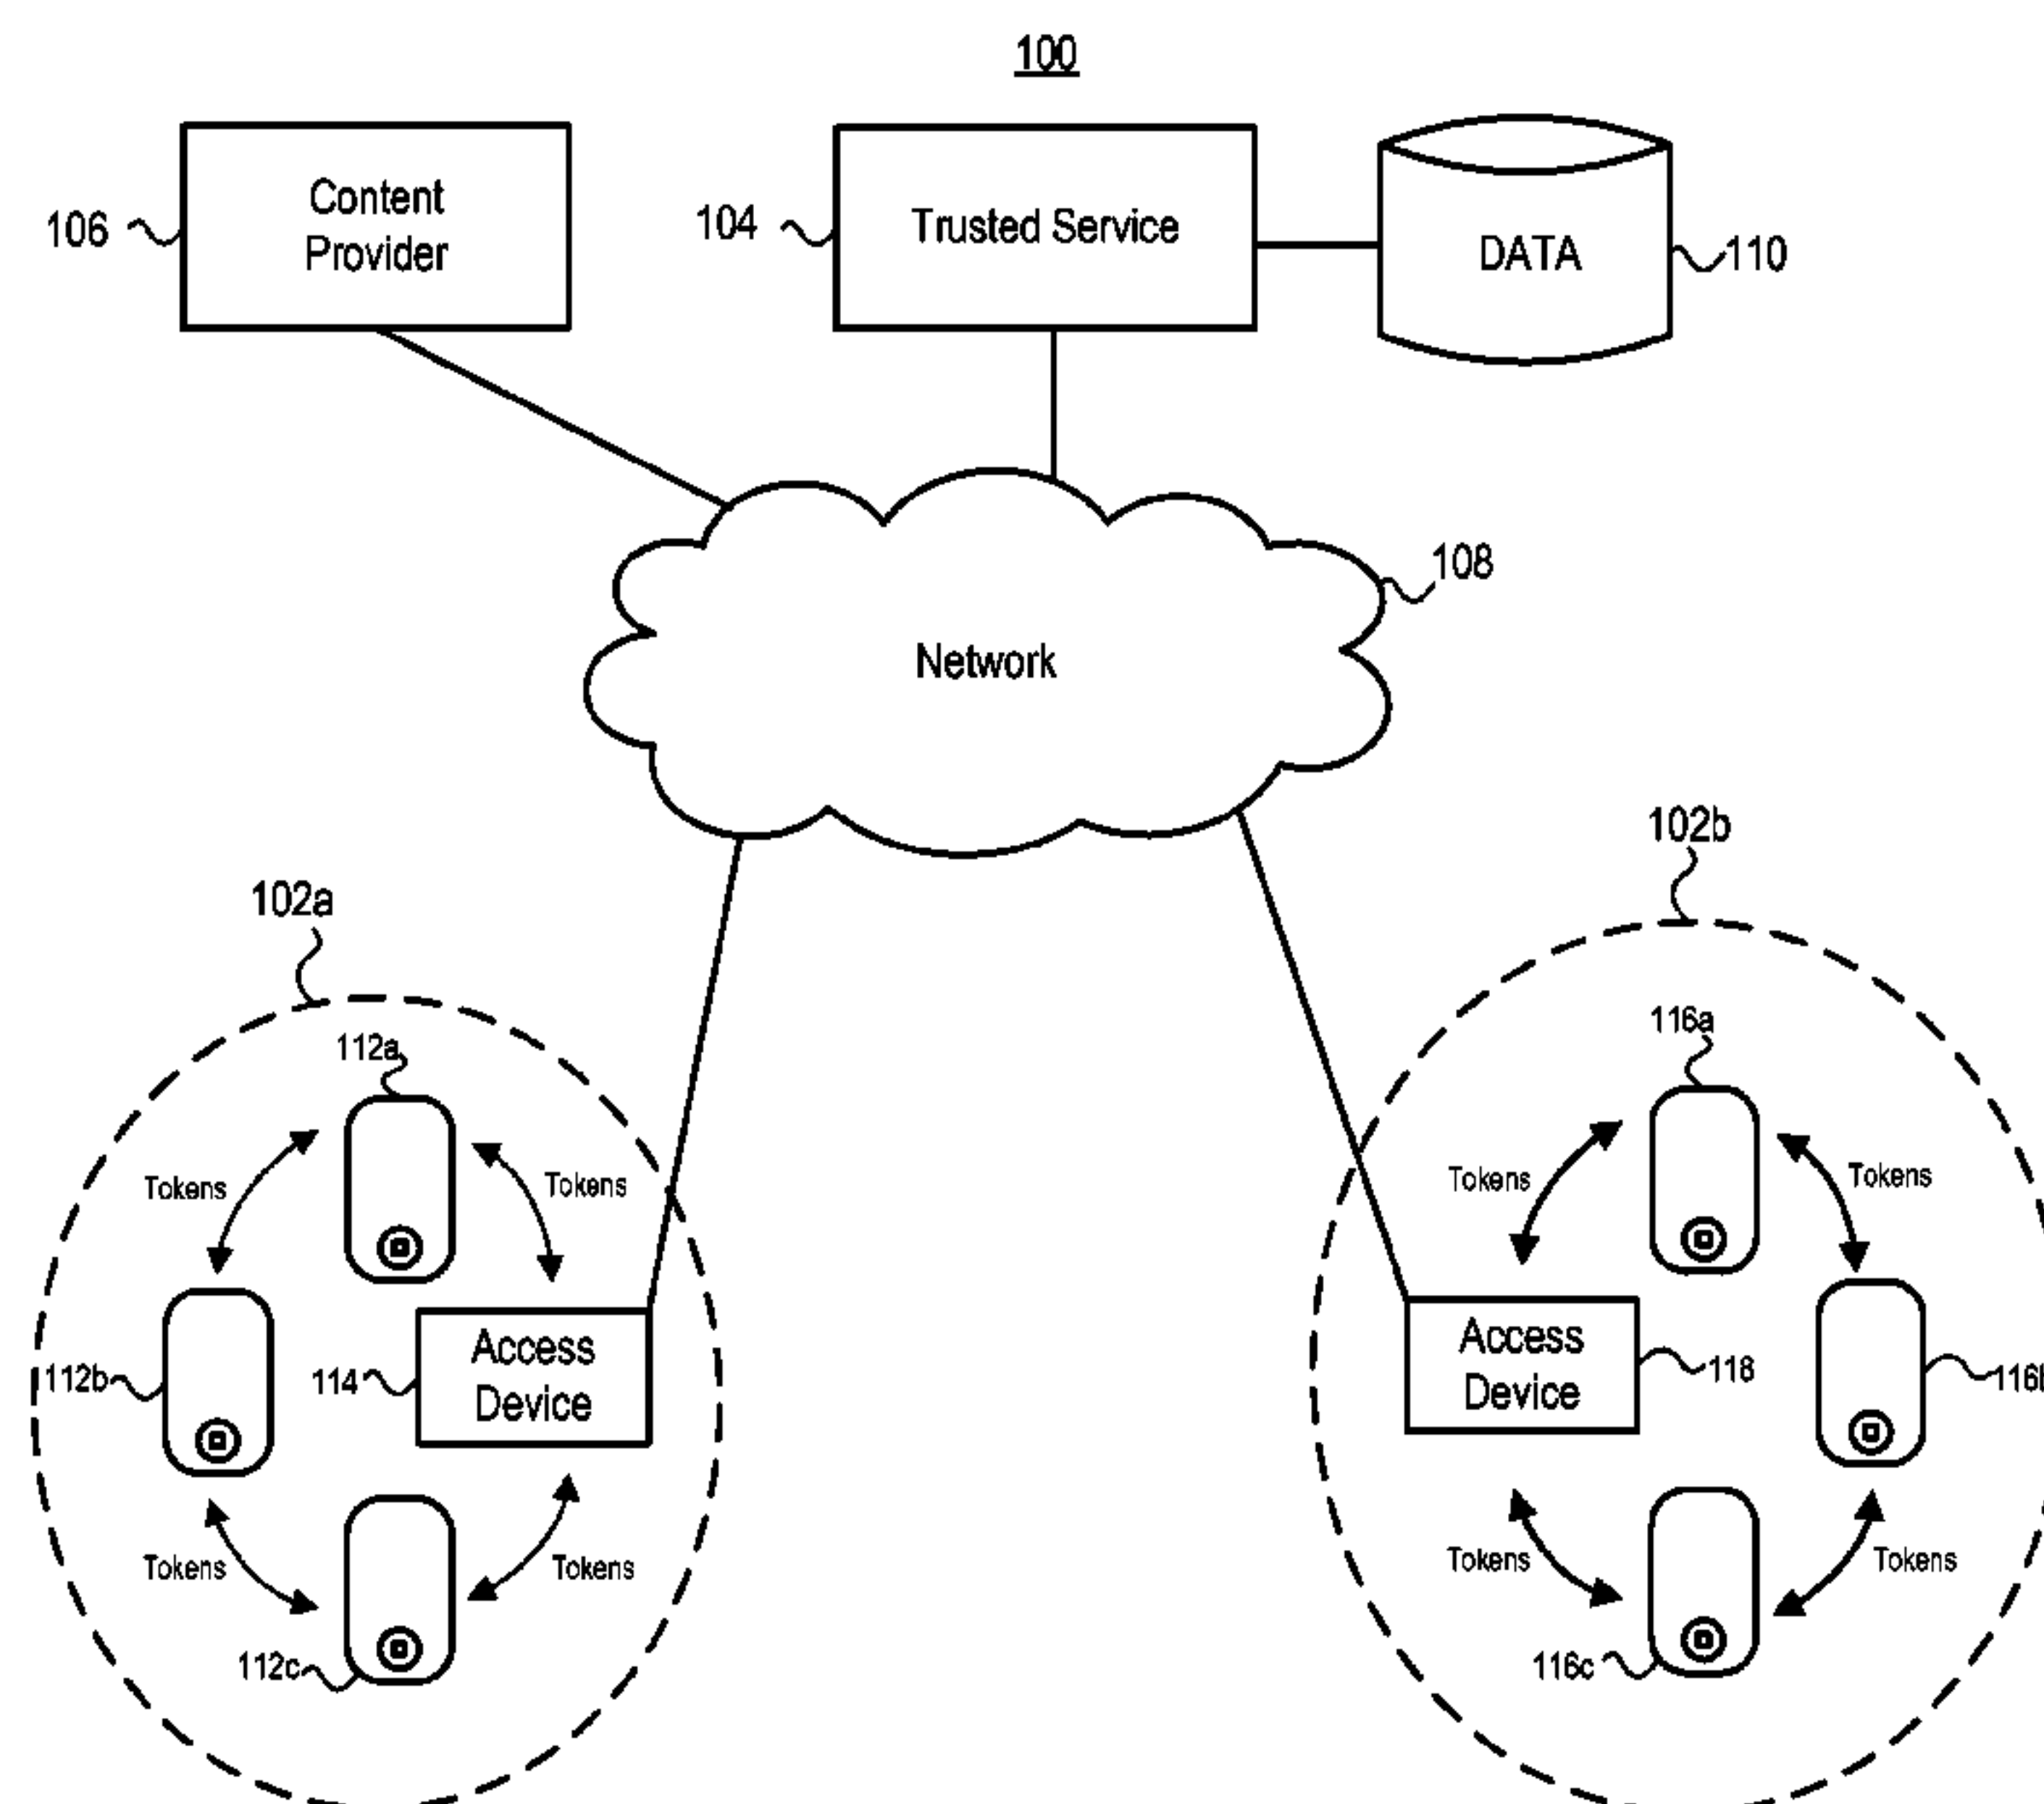 100
Content
Provider
106
Trusted Service
104
DATA
110
108
Network
102a
102b
112a
Tokens
Tokens
112b
114
Access
Device
Tokens
Tokens
112c
116a
Tokens
Tokens
Access
Device
118
Tokens
Tokens
116c